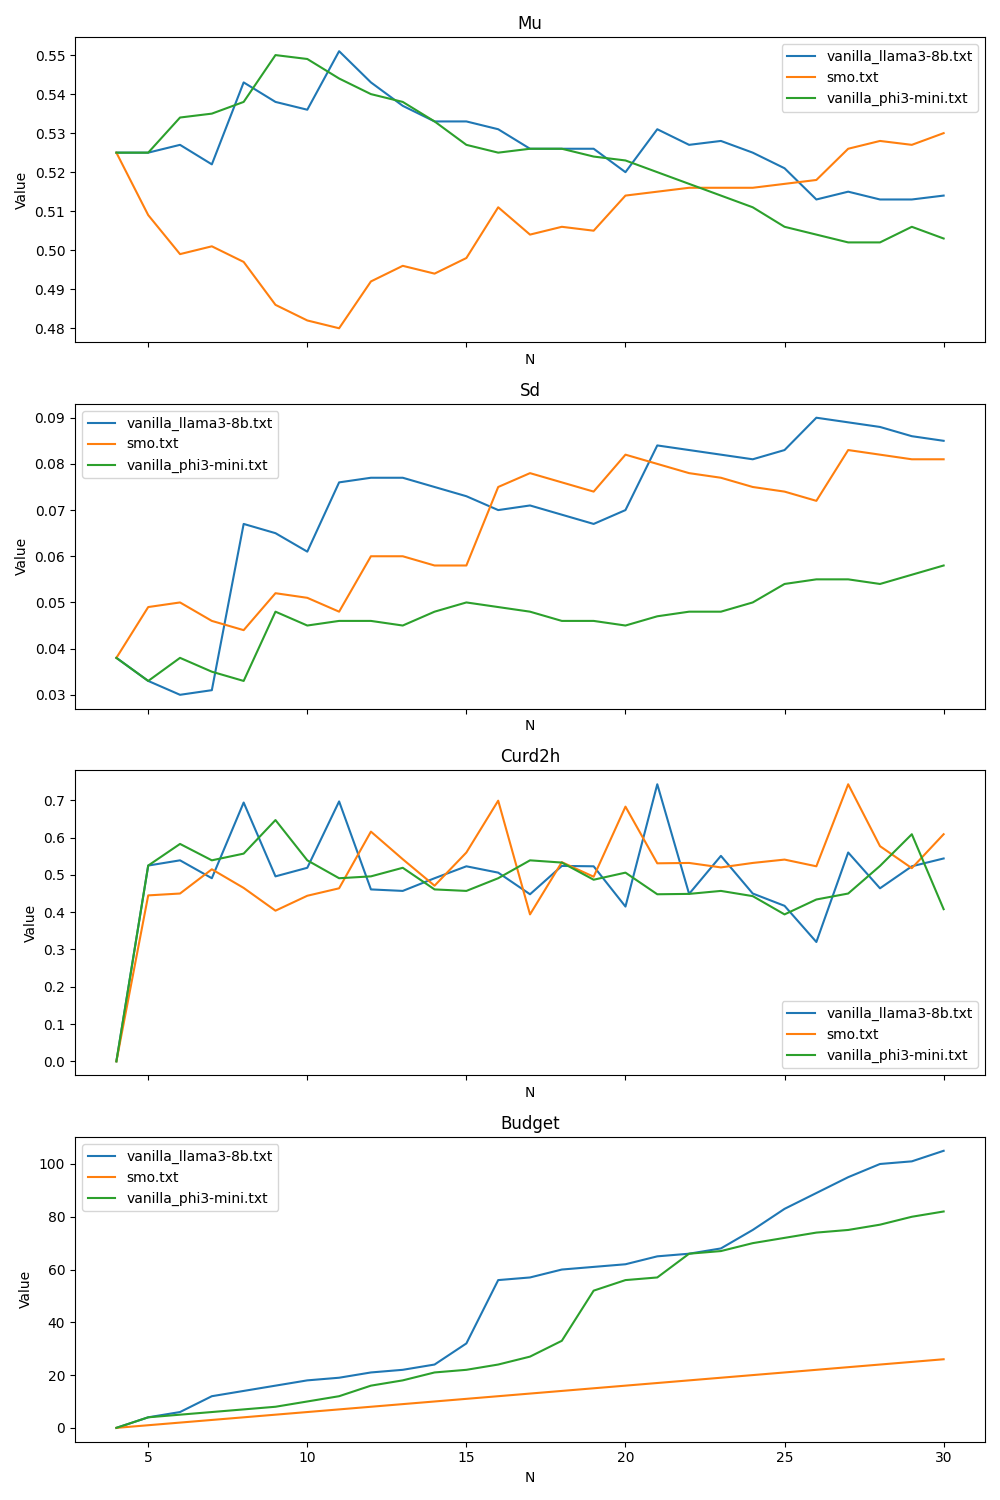 Mu
0.55
0.54
0.53
0.52
0.51
0.50
0.49
0.48
Value
vanilla_llama3-8b.txt
smo.txt
vanilla_phi3-mini.txt
N
Sd
0.09
0.08
0.07
0.06
0.05
0.04
0.03
Value
vanilla_llama3-8b.txt
smo.txt
vanilla_phi3-mini.txt
N
Curd2h
0.7
0.6
0.5
0.4
0.3
0.2
0.1
0.0
Value
vanilla_llama3-8b.txt
smo.txt
vanilla_phi3-mini.txt
N
Budget
100
80
60
40
20
0
Value
vanilla_llama3-8b.txt
smo.txt
vanilla_phi3-mini.txt
5 10 15 20 25 30
N